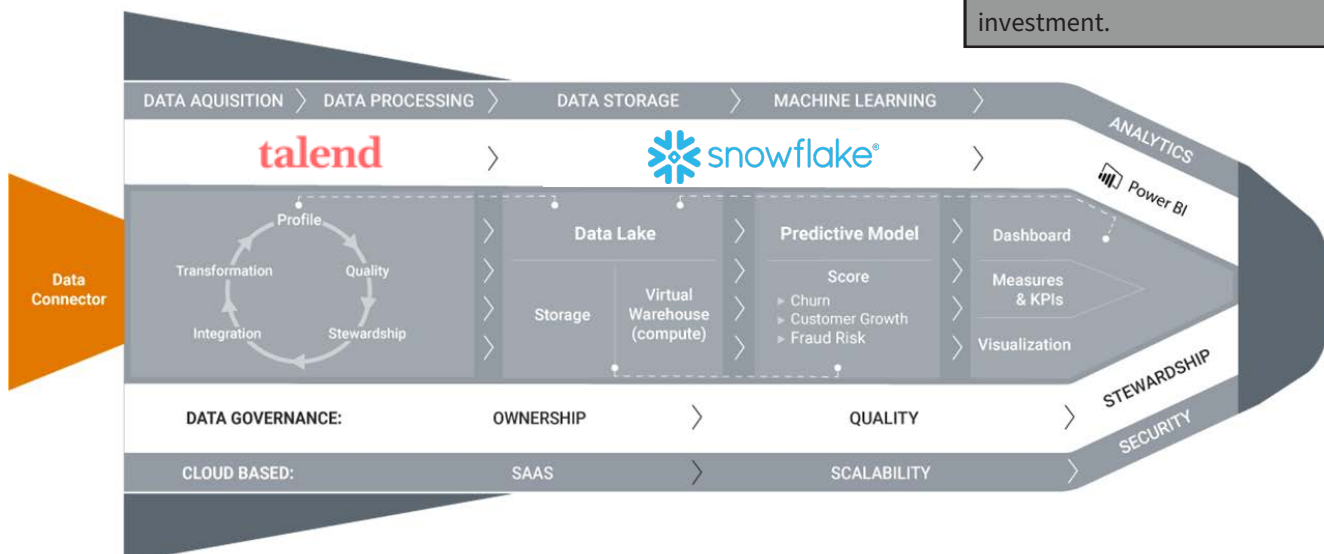 investment.
DATA AQUISITION
DATA PROCESSING
DATA STORAGE
MACHINE LEARNING
ANALYTICS
talend
snowflake®
Power BI
Data
Connector
Profile
Quality
Stewardship
Integration
Transformation
Data Lake
Storage
Virtual
Warehouse
(compute)
Predictive Model
Score
Churn
Customer Growth
Fraud Risk
Dashboard
Measures
& KPIs
Visualization
DATA GOVERNANCE:
OWNERSHIP
QUALITY
STEWARDSHIP
CLOUD BASED:
SAAS
SCALABILITY
SECURITY